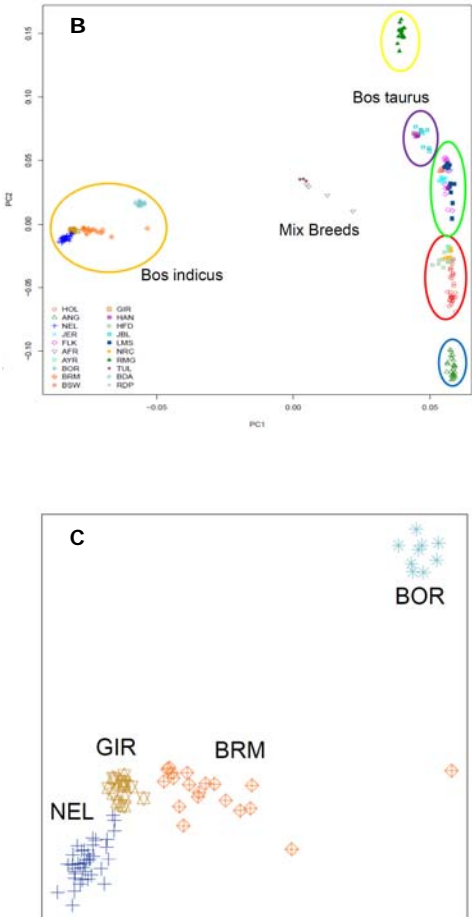 B
Bos taurus
Mix Breeds
Bos indicus
PC2
0.15
0.10
0.05
0.00
−0.05
−0.10
HOL GIR
ANG HAN
NEL HFD
JER JBL
FLK LMS
AFR NRC
AYR RMG
BOR TUL
BRM BDA
BSW RDP
−0.05 0.00 0.05
PC1
C
BOR
GIR BRM
NEL